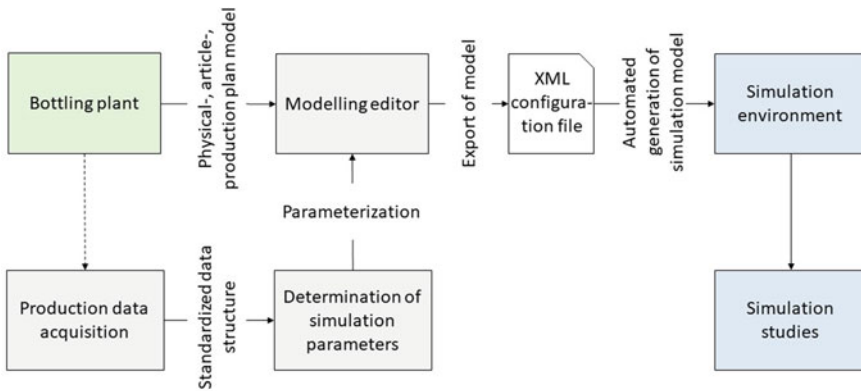 Bottling plant
Physical-, article-,
production plan model
Modelling editor
Export of model
XML
configura-
tion file
Automated
generation of
simulation model
Simulation
environment
Parameterization
Production data
acquisition
Standardized data
structure
Determination of
simulation
parameters
Simulation
studies